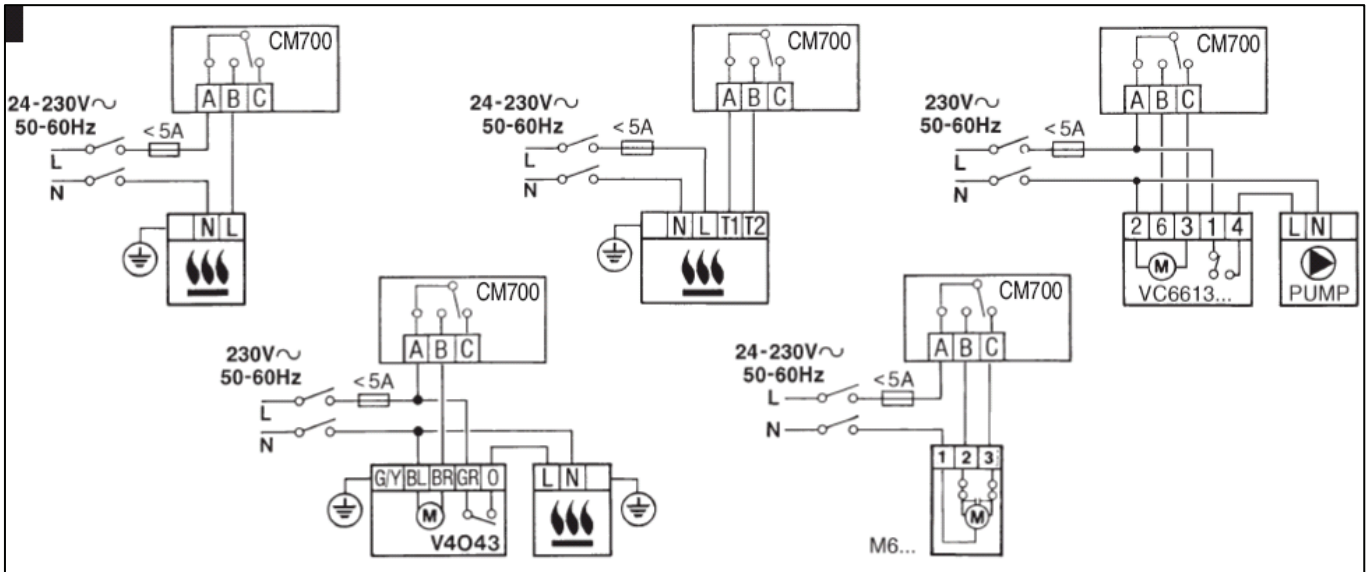 CM700
A B C
24-230V~
50-60Hz
<5A
L
N
N L
CM700
A B C
24-230V~
50-60Hz
<5A
L
N
N L T1 T2
CM700
A B C
230V~
50-60Hz
<5A
L
N
2 6 3 1 4
M
VC6613...
L N
PUMP
CM700
A B C
230V~
50-60Hz
<5A
L
N
G/Y BL BR GR O
M
V4043
L N
CM700
A B C
24-230V~
50-60Hz
<5A
L
N
1 2 3
M
M6...